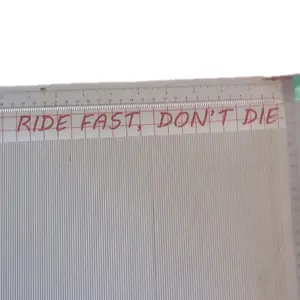 RIDE FAST, DON'T DIE